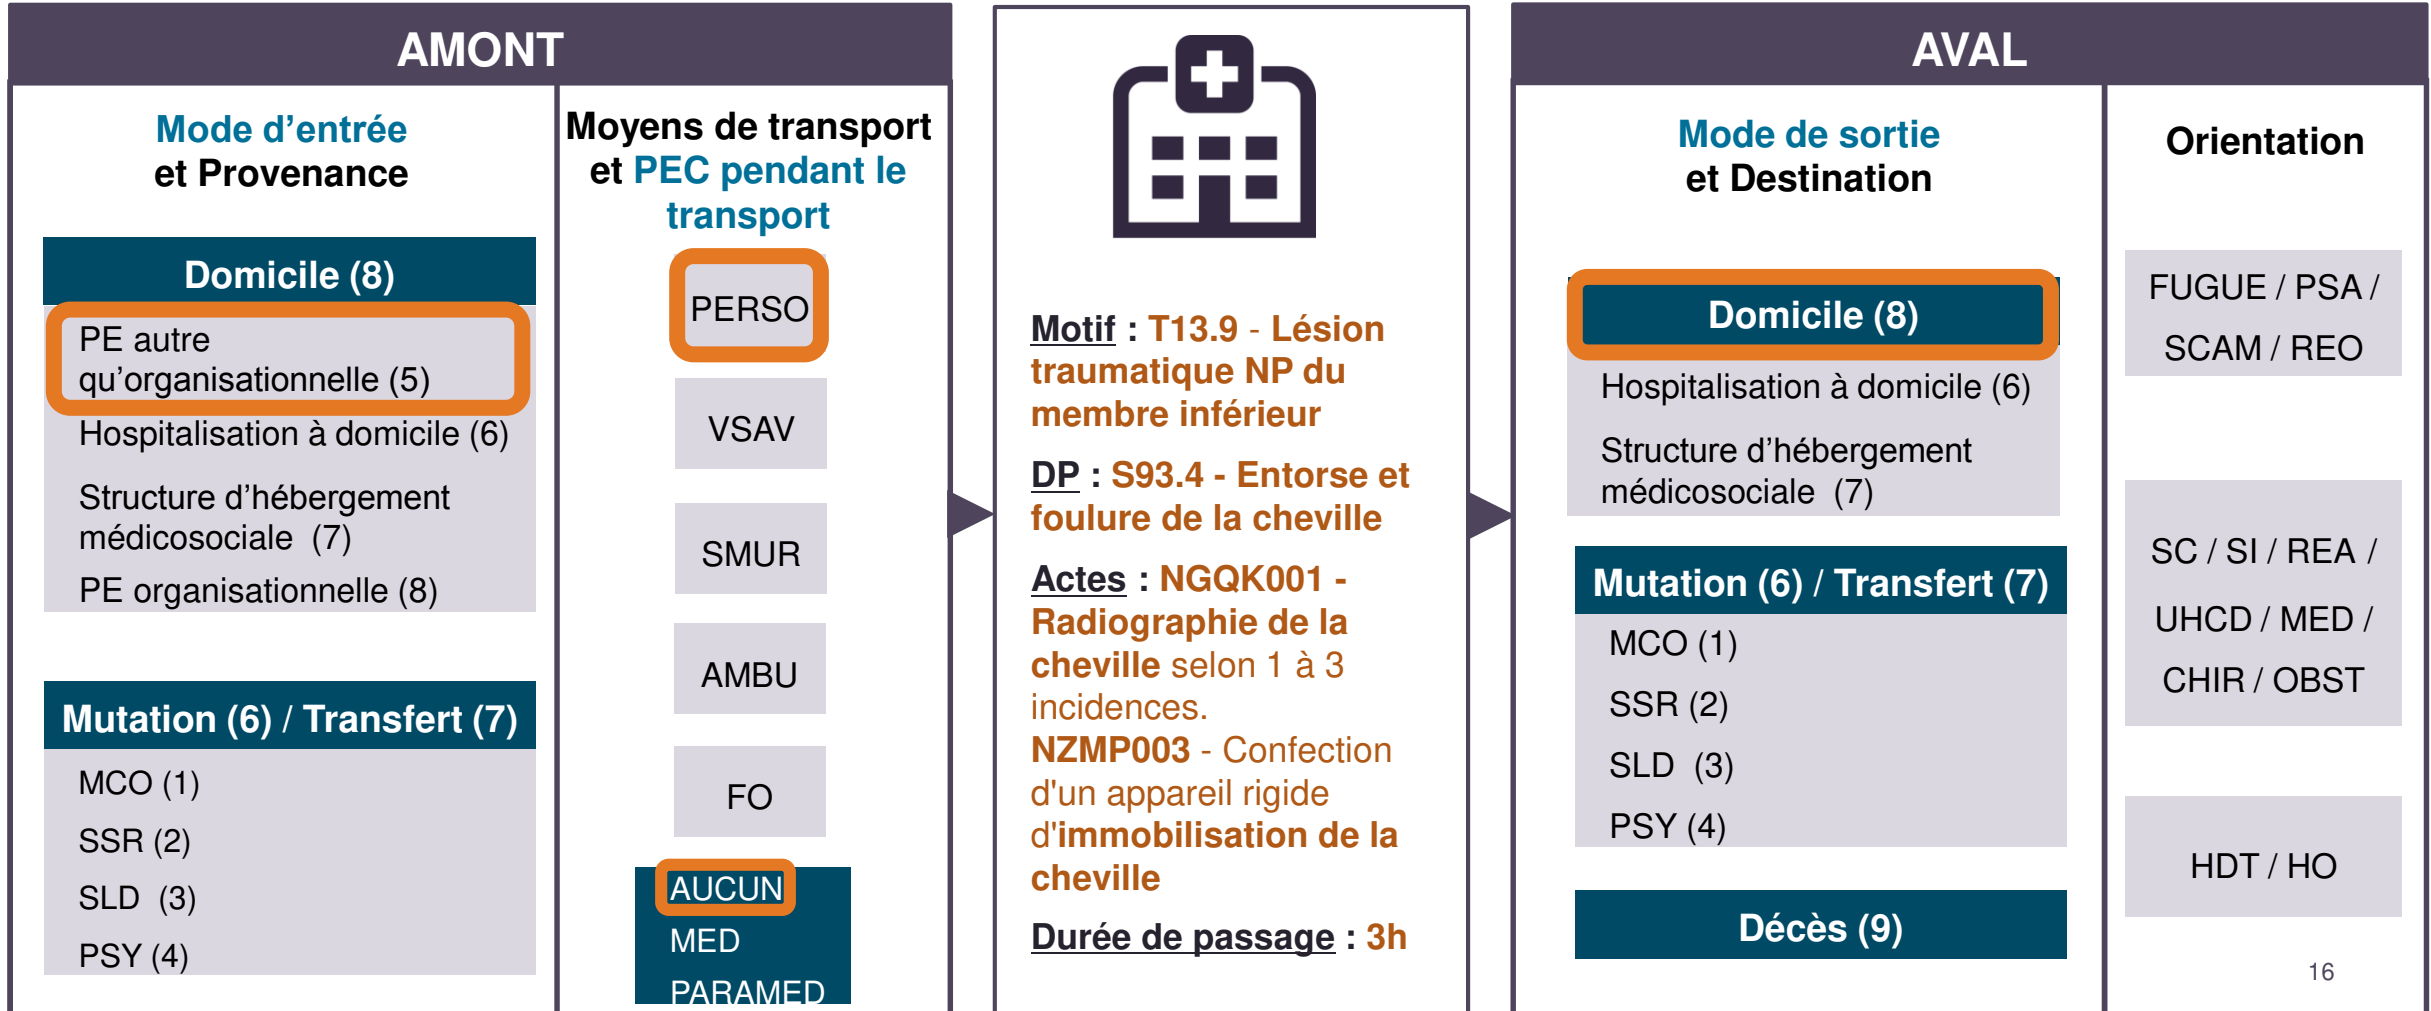 AMONT
Mode d'entrée
et Provenance
Domicile (8)
PE autre
qu'organisationnelle (5)
Hospitalisation à domicile (6)
Structure d'hébergement
médicosociale  (7)
PE organisationnelle (8)
Mutation (6) / Transfert (7)
MCO (1)
SSR (2)
SLD  (3)
PSY (4)
Moyens de transport
et PEC pendant le
transport
PERSO
VSAV
SMUR
AMBU
FO
AUCUN
MED
PARAMED
Motif : T13.9 - Lésion
traumatique NP du
membre inférieur
DP : S93.4 - Entorse et
foulure de la cheville
Actes : NGQK001 -
Radiographie de la
cheville selon 1 à 3
incidences.
NZMP003 - Confection
d'un appareil rigide
d'immobilisation de la
cheville
Durée de passage : 3h
AVAL
Mode de sortie
et Destination
Domicile (8)
Hospitalisation à domicile (6)
Structure d'hébergement
médicosociale  (7)
Mutation (6) / Transfert (7)
MCO (1)
SSR (2)
SLD  (3)
PSY (4)
Décès (9)
Orientation
FUGUE / PSA /
SCAM / REO
SC / SI / REA /
UHCD / MED /
CHIR / OBST
HDT / HO
16